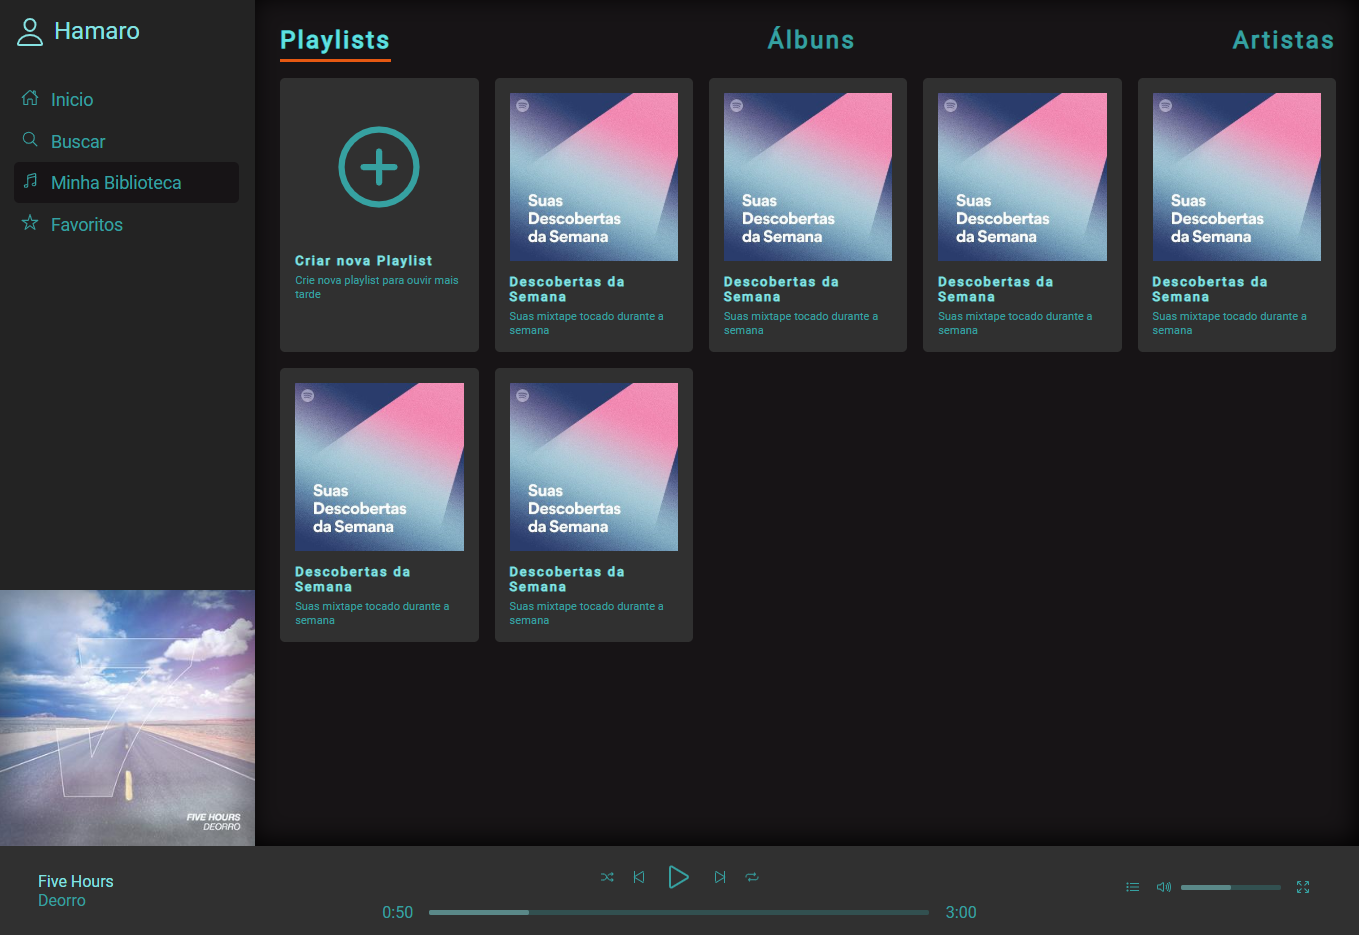 Hamaro
Inicio
Buscar
Minha Biblioteca
Favoritos
Playlists
Álbuns
Artistas
Criar nova Playlist
Crie nova playlist para ouvir mais
tarde
Suas
Descobertas
da Semana
Descobertas da
Semana
Suas mixtape tocado durante a
semana
Suas
Descobertas
da Semana
Descobertas da
Semana
Suas mixtape tocado durante a
semana
Suas
Descobertas
da Semana
Descobertas da
Semana
Suas mixtape tocado durante a
semana
Suas
Descobertas
da Semana
Descobertas da
Semana
Suas mixtape tocado durante a
semana
Suas
Descobertas
da Semana
Descobertas da
Semana
Suas mixtape tocado durante a
semana
Suas
Descobertas
da Semana
Descobertas da
Semana
Suas mixtape tocado durante a
semana
FIVE HOURS
DEORRO
Five Hours
Deorro
0:50
3:00